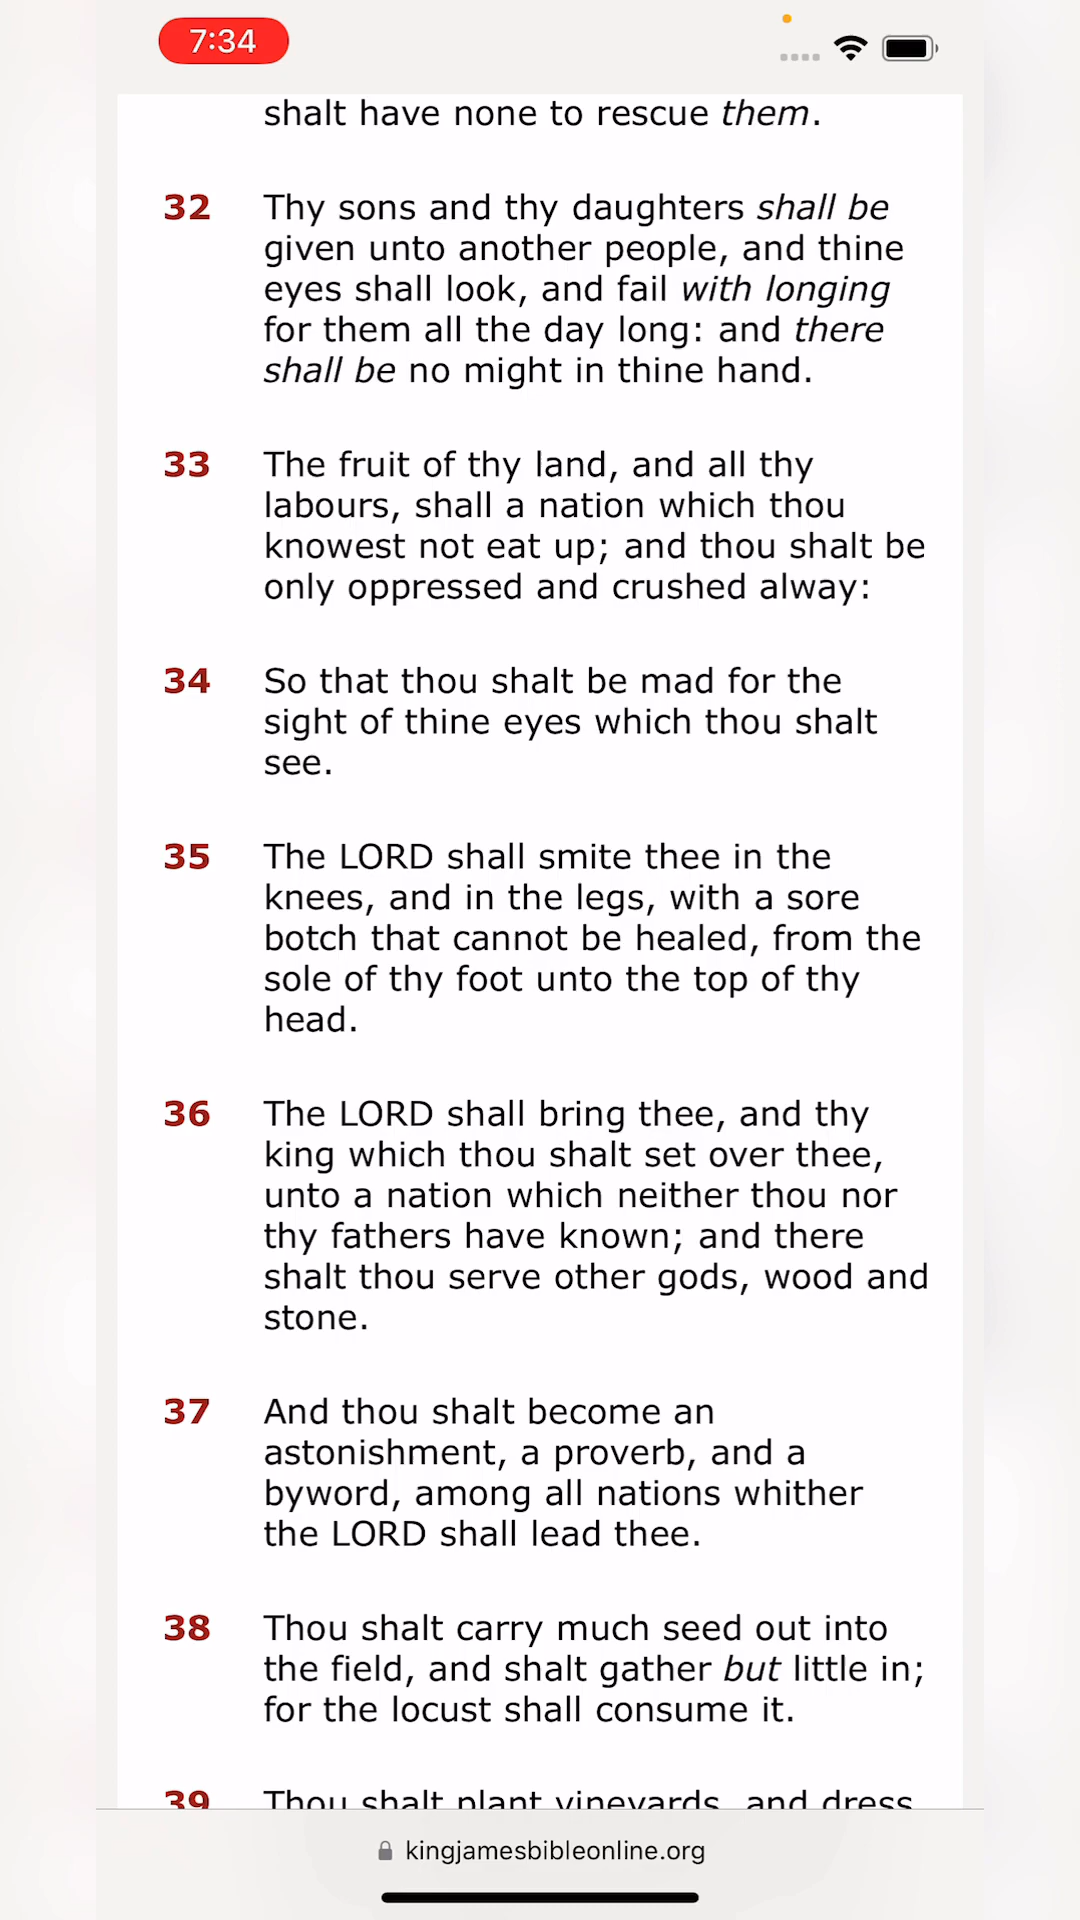 7:34
shalt have none to rescue them.
32 Thy sons and thy daughters shall be
given unto another people, and thine
eyes shall look, and fail with longing
for them all the day long: and there
shall be no might in thine hand.
33 The fruit of thy land, and all thy
labours, shall a nation which thou
knowest not eat up; and thou shalt be
only oppressed and crushed alway:
34 So that thou shalt be mad for the
sight of thine eyes which thou shalt
see.
35 The LORD shall smite thee in the
knees, and in the legs, with a sore
botch that cannot be healed, from the
sole of thy foot unto the top of thy
head.
36 The LORD shall bring thee, and thy
king which thou shalt set over thee,
unto a nation which neither thou nor
thy fathers have known; and there
shalt thou serve other gods, wood and
stone.
37 And thou shalt become an
astonishment, a proverb, and a
byword, among all nations whither
the LORD shall lead thee.
38 Thou shalt carry much seed out into
the field, and shalt gather but little in;
for the locust shall consume it.
39 Thou shalt plant vineyards, and dress
kingjamesbibleonline.org